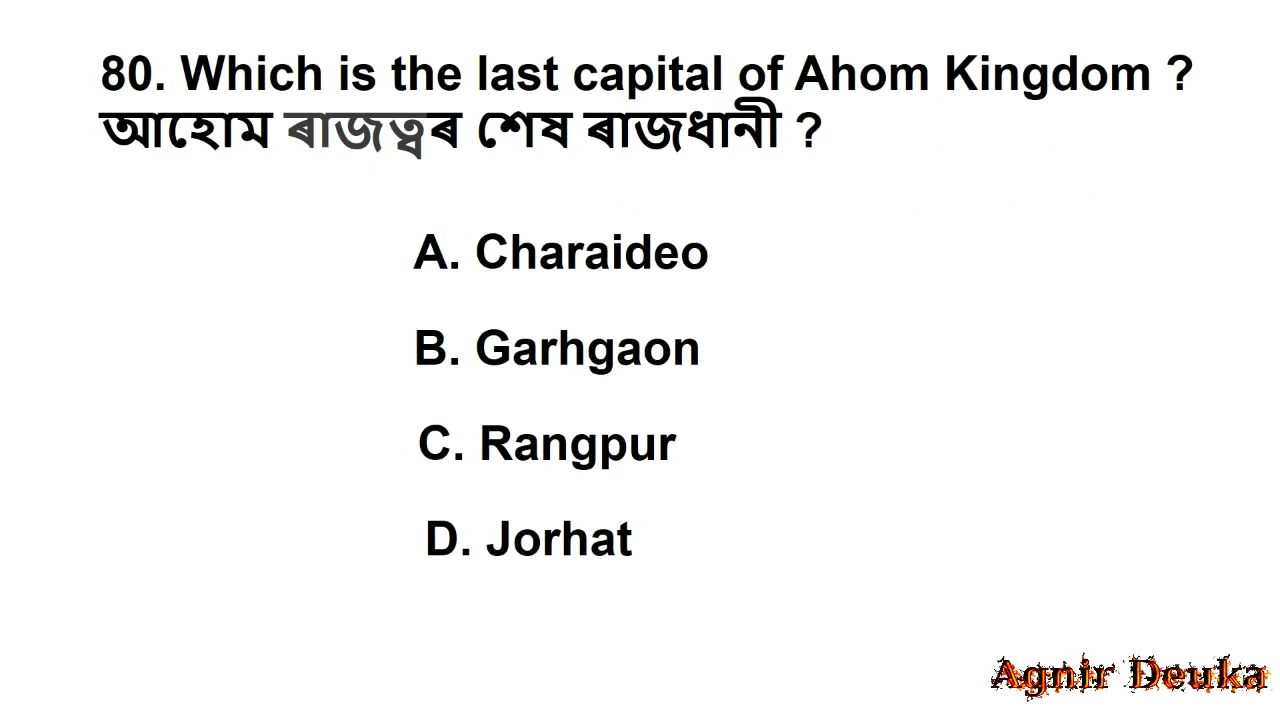 80. Which is the last capital of Ahom Kingdom ?
আহোম ৰাজত্বৰ শেষ ৰাজধানী ?
A. Charaideo
B. Garhgaon
C. Rangpur
D. Jorhat
Agnir Deuka